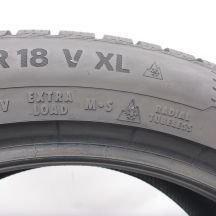 R 18 V XL
V EXTRA LOAD M·S RADIAL TUBELESS